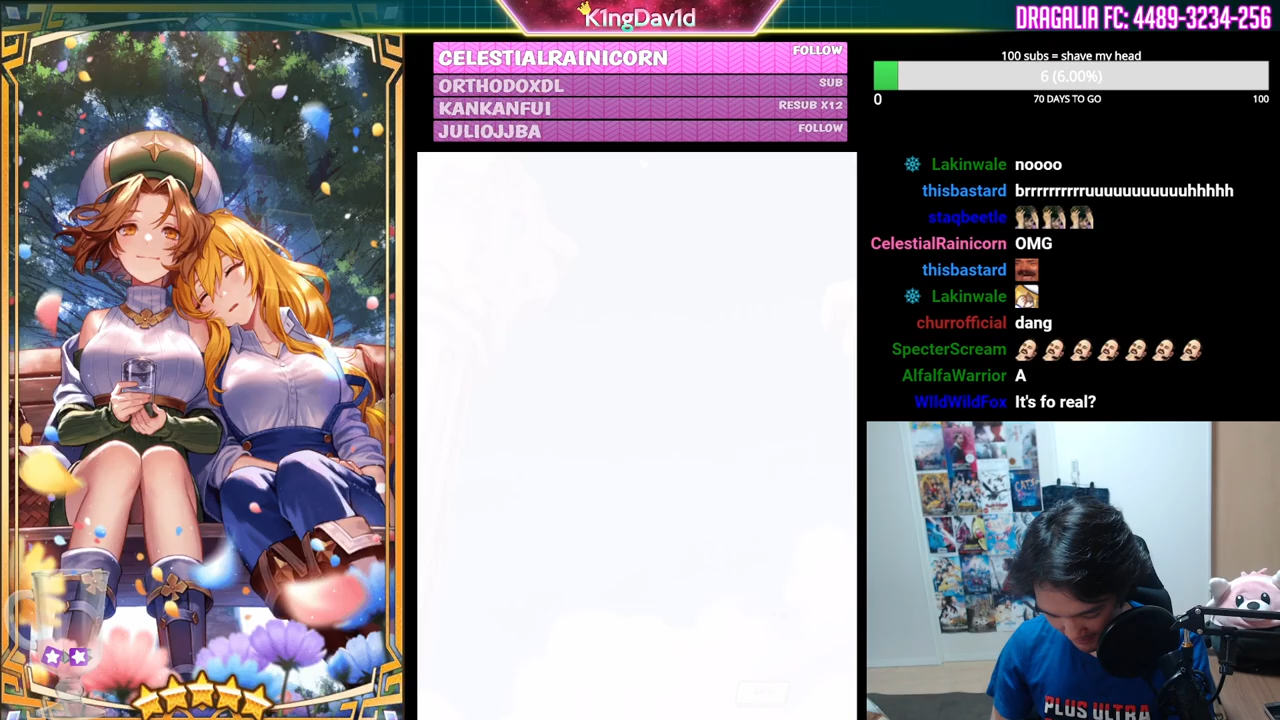 K1ngDav1d
DRAGALIA FC: 4489-3234-256
CELESTIALRAINICORN FOLLOW
ORTHODOXDL SUB
KANKANFUI RESUB X12
JULIOJJBA FOLLOW
100 subs = shave my head
6 (6.00%)
0 70 DAYS TO GO 100
Lakinwale noooo
thisbastard brrrrrrrrrruuuuuuuuuuuhhhhh
staqbeetle
CelestialRainicorn OMG
thisbastard
Lakinwale
churrofficial dang
SpecterScream
AlfalfaWarrior A
WIldWildFox It's fo real?
CATS
PLUS ULTRA